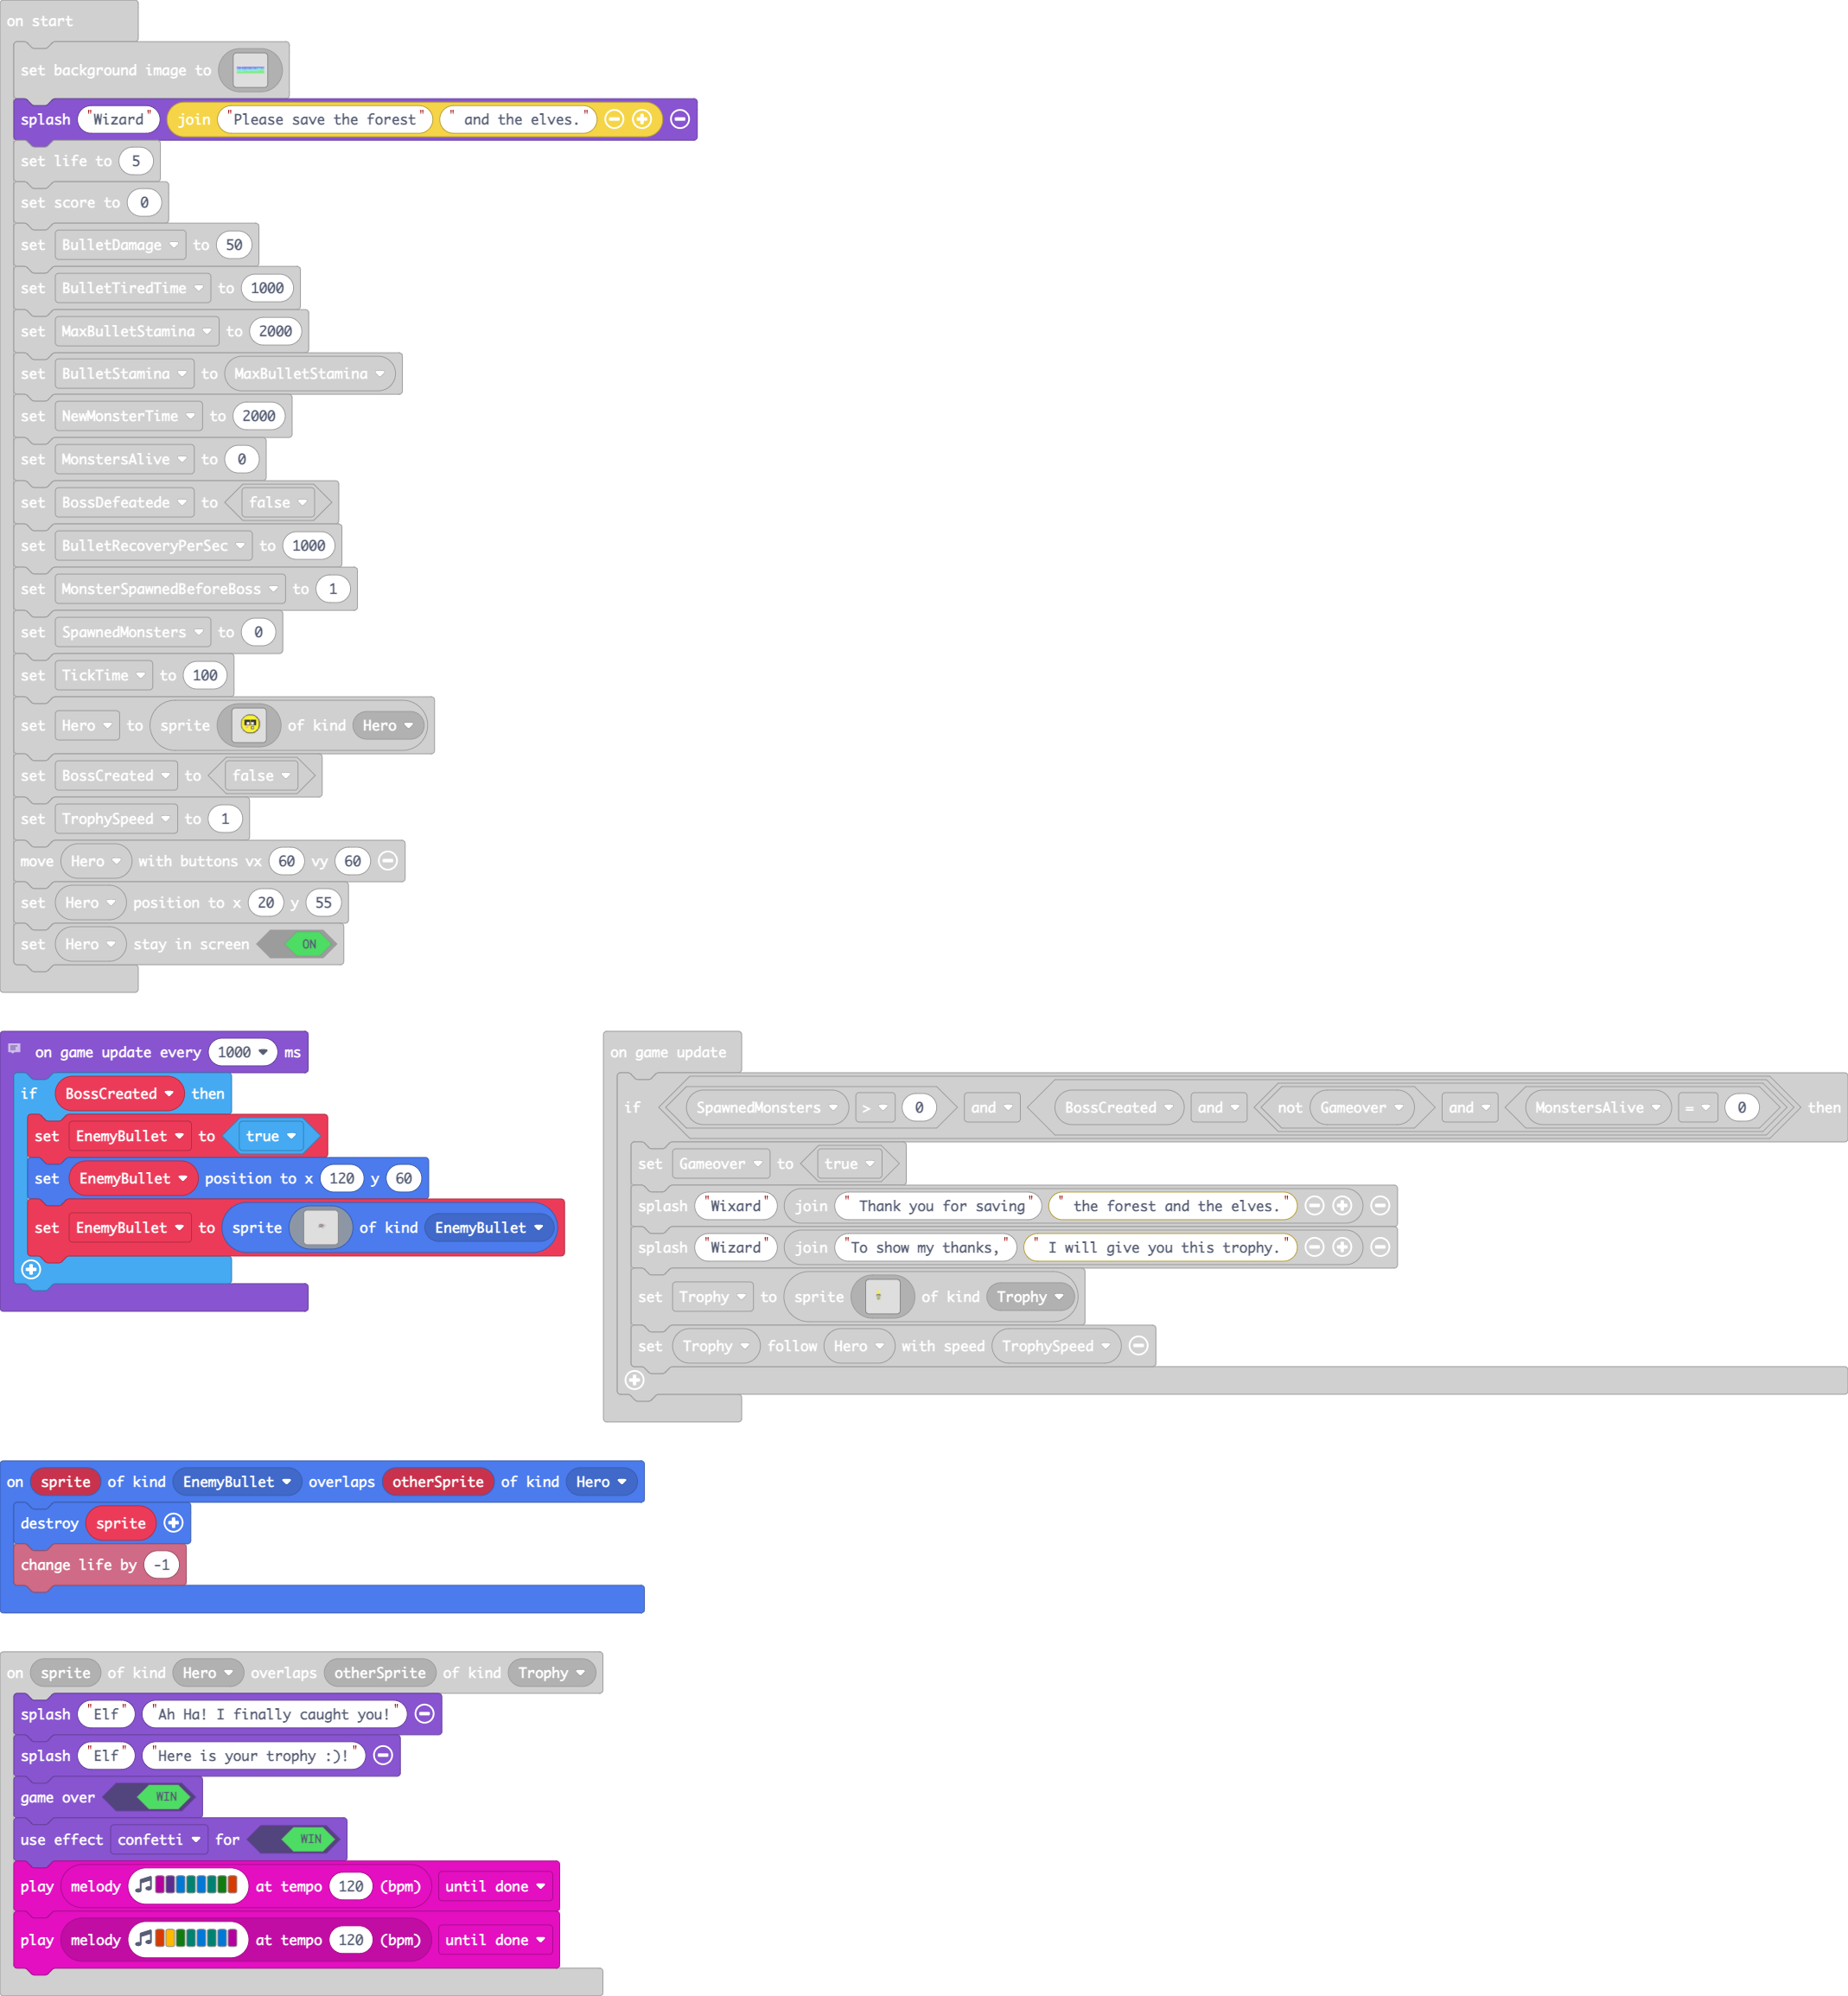 on start
set background image to
splash "Wizard" join "Please save the forest" " and the elves."
set life to 5
set score to 0
set BulletDamage to 50
set BulletTiredTime to 1000
set MaxBulletStamina to 2000
set BulletStamina to MaxBulletStamina
set NewMonsterTime to 2000
set MonstersAlive to 0
set BossDefeatede to false
set BulletRecoveryPerSec to 1000
set MonsterSpawnedBeforeBoss to 1
set SpawnedMonsters to 0
set TickTime to 100
set Hero to sprite of kind Hero
set BossCreated to false
set TrophySpeed to 1
move Hero with buttons vx 60 vy 60
set Hero position to x 20 y 55
set Hero stay in screen ON
on game update every 1000 ms
if BossCreated then
set EnemyBullet to true
set EnemyBullet position to x 120 y 60
set EnemyBullet to sprite of kind EnemyBullet
on game update
if SpawnedMonsters > 0 and BossCreated and not Gameover and MonstersAlive = 0 then
set Gameover to true
splash "Wixard" join " Thank you for saving" " the forest and the elves."
splash "Wizard" join "To show my thanks," " I will give you this trophy."
set Trophy to sprite of kind Trophy
set Trophy follow Hero with speed TrophySpeed
on sprite of kind EnemyBullet overlaps otherSprite of kind Hero
destroy sprite
change life by -1
on sprite of kind Hero overlaps otherSprite of kind Trophy
splash "Elf" "Ah Ha! I finally caught you!"
splash "Elf" "Here is your trophy :)!"
game over WIN
use effect confetti for WIN
play melody at tempo 120 (bpm) until done
play melody at tempo 120 (bpm) until done